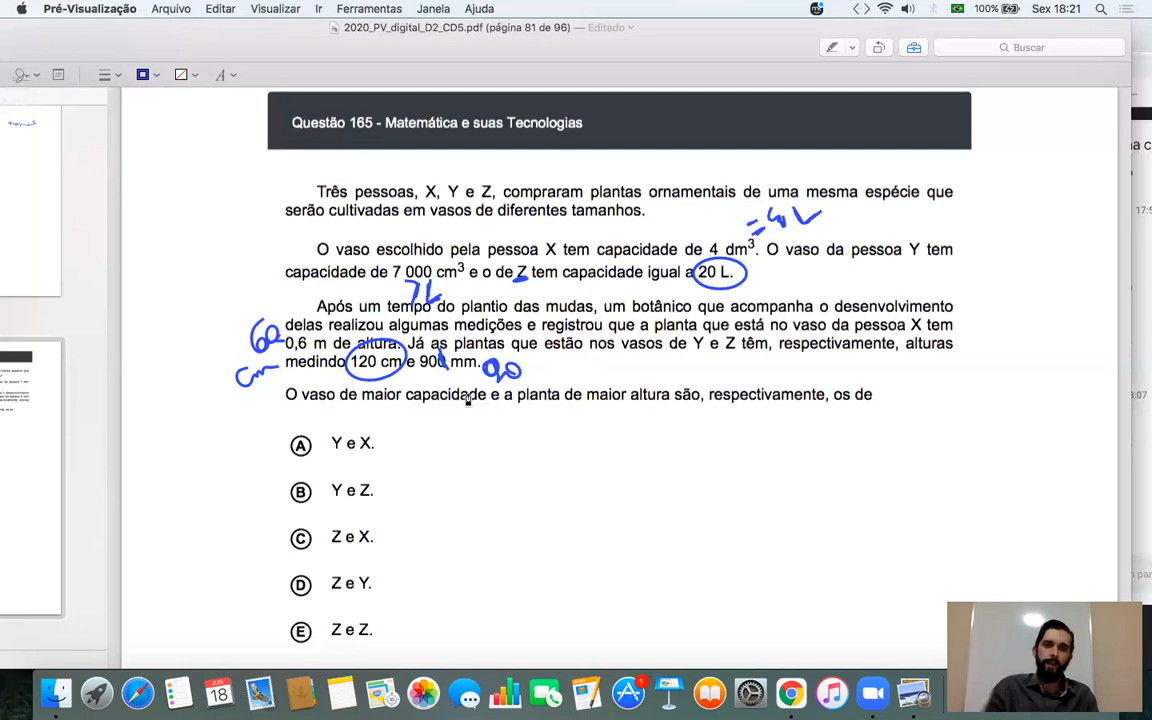 Pré-Visualização Arquivo Editar Visualizar Ir Ferramentas Janela Ajuda 100% Sex 18:21
2020_PV_digital_D2_CD5.pdf (página 81 de 96) — Editado
Buscar
Questão 165 - Matemática e suas Tecnologias
Três pessoas, X, Y e Z, compraram plantas ornamentais de uma mesma espécie que
serão cultivadas em vasos de diferentes tamanhos.
= 4 L
O vaso escolhido pela pessoa X tem capacidade de 4 dm³. O vaso da pessoa Y tem
capacidade de 7 000 cm³ e o de Z tem capacidade igual a 20 L.
7L
Após um tempo do plantio das mudas, um botânico que acompanha o desenvolvimento
delas realizou algumas medições e registrou que a planta que está no vaso da pessoa X tem
60
0,6 m de altura. Já as plantas que estão nos vasos de Y e Z têm, respectivamente, alturas
cm
medindo 120 cm e 900 mm.
90
O vaso de maior capacidade e a planta de maior altura são, respectivamente, os de
A Y e X.
B Y e Z.
C Z e X.
D Z e Y.
E Z e Z.
JUN
18
1